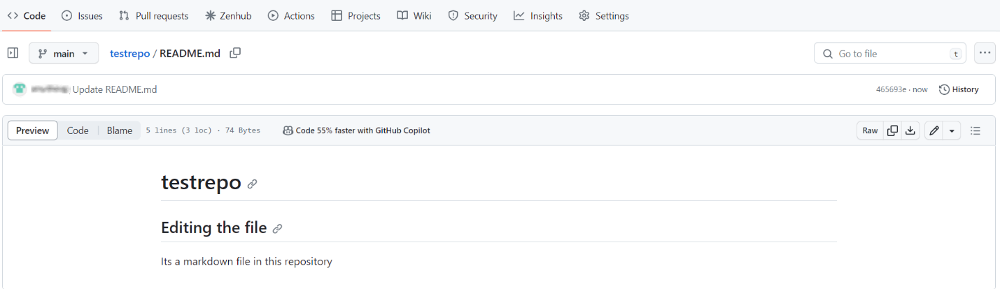 Code Issues Pull requests Zenhub Actions Projects Wiki Security Insights Settings
main testrepo / README.md Go to file t
Update README.md 465693e · now History
Preview Code Blame 5 lines (3 loc) · 74 Bytes Code 55% faster with GitHub Copilot Raw
testrepo
Editing the file
Its a markdown file in this repository